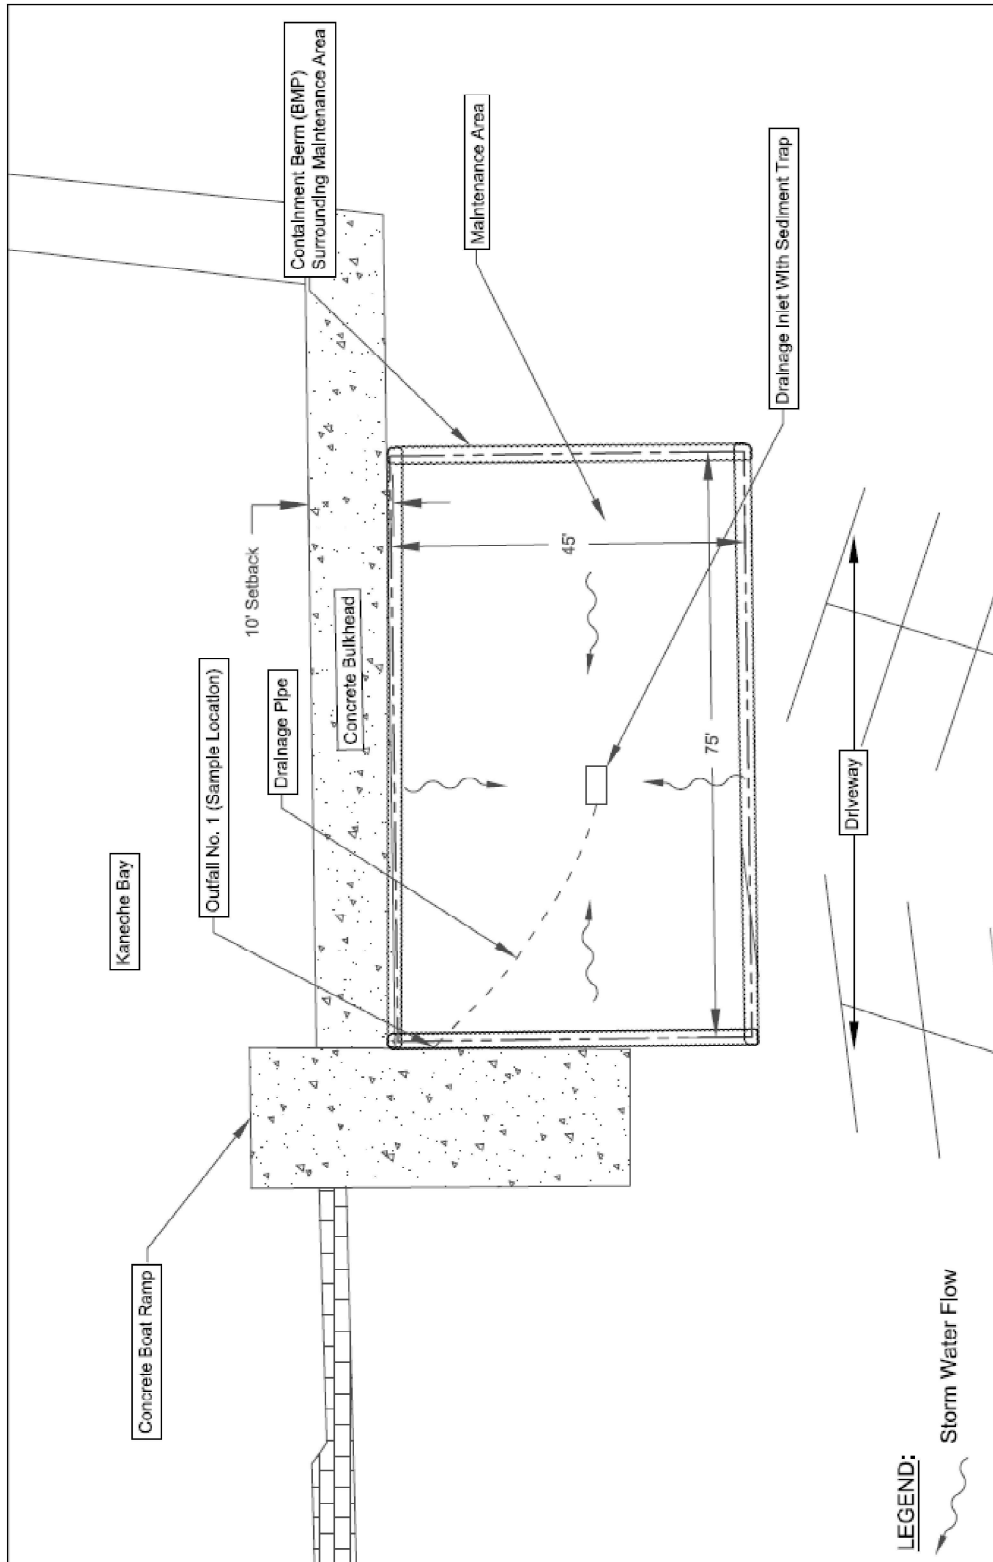 Containment Berm (BMP)
Surrounding Maintenance Area
Maintenance Area
Drainage Inlet With Sediment Trap
10' Setback
Concrete Bulkhead
Drainage Pipe
Outfall No. 1 (Sample Location)
Kaneohe Bay
Concrete Boat Ramp
45'
75'
Driveway
LEGEND:
Storm Water Flow